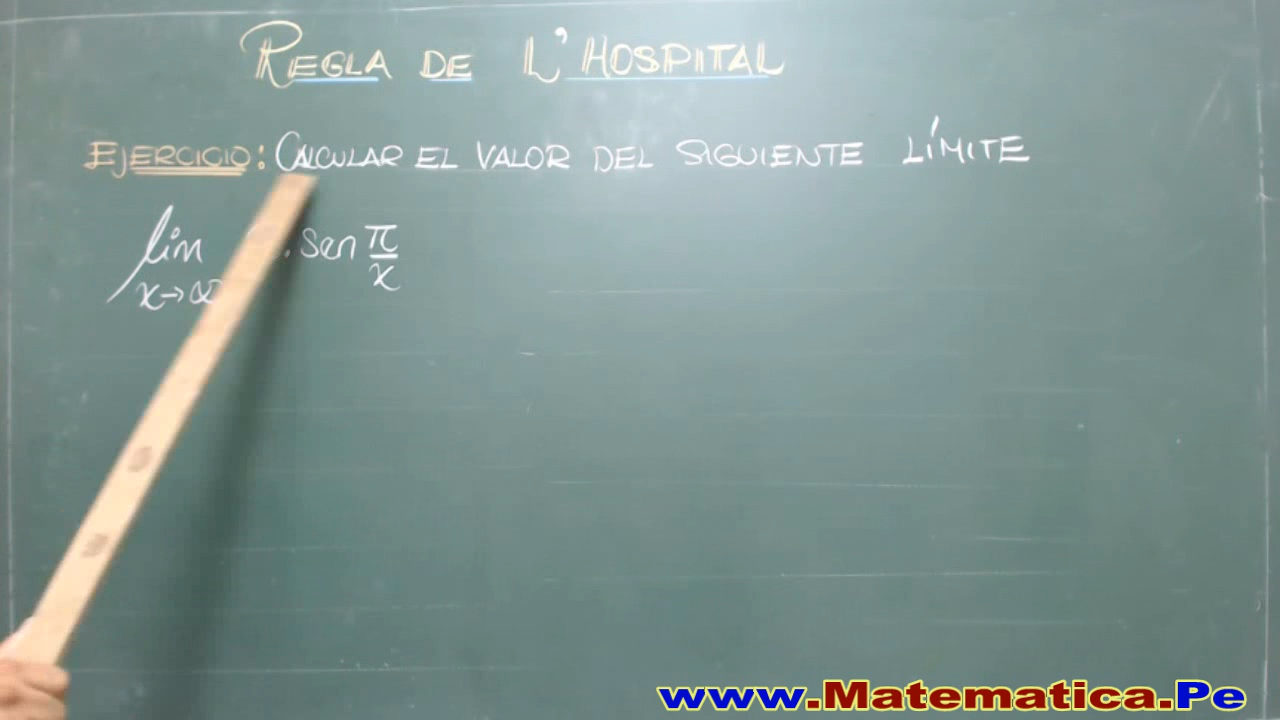 REGLA DE L'HOSPITAL
EJERCICIO: CALCULAR EL VALOR DEL SIGUIENTE LÍMITE
lim . Sen π/x
x→∞
www.Matematica.Pe